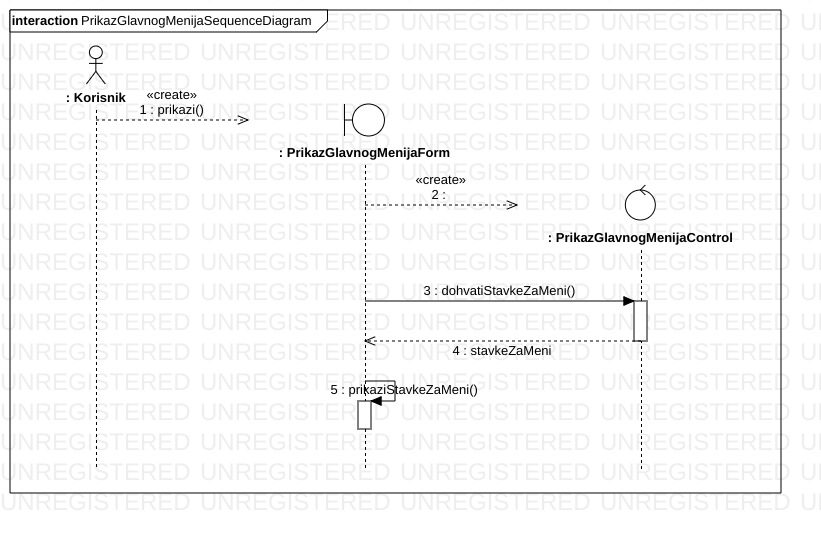 interaction PrikazGlavnogMenijaSequenceDiagram
: Korisnik
«create»
1 : prikazi()
: PrikazGlavnogMenijaForm
«create»
2 :
: PrikazGlavnogMenijaControl
3 : dohvatiStavkeZaMeni()
4 : stavkeZaMeni
5 : prikaziStavkeZaMeni()
UNREGISTERED UNREGISTERED UNREGISTERED UNREGISTERED